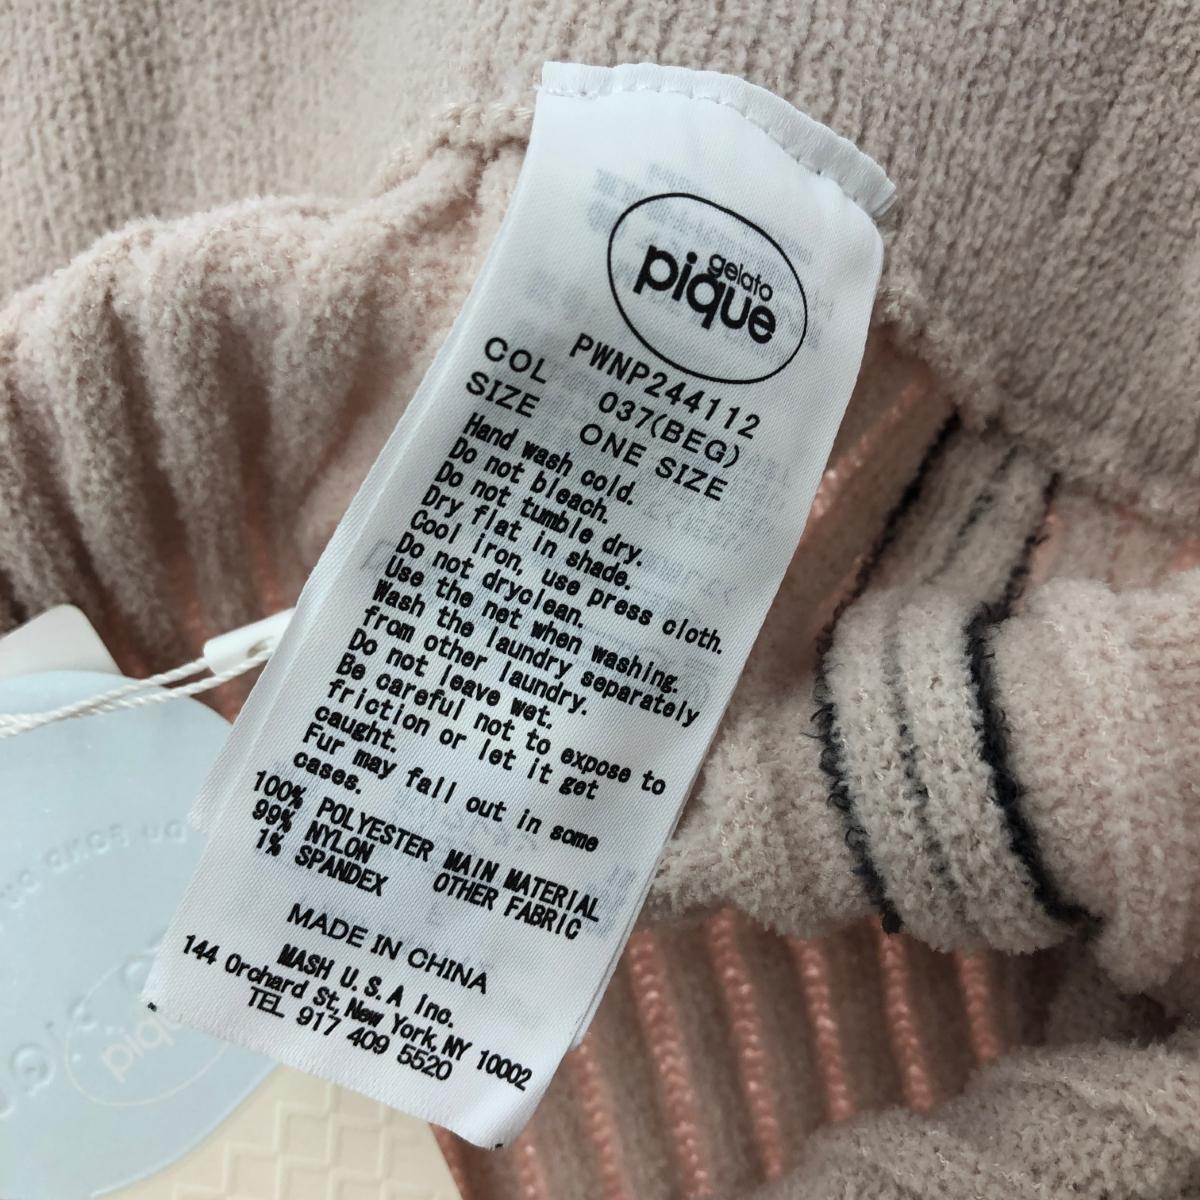 gelato
pique
PWNP244112
COL 037(BEG)
SIZE ONE SIZE
Hand wash cold.
Do not bleach.
Do not tumble dry.
Dry flat in shade.
Cool iron, use press cloth.
Do not dryclean.
Use the net when washing.
Wash the laundry separately
from other laundry.
Do not leave wet.
Be careful not to expose to
friction or let it get
caught.
Fur may fall out in some
cases.
100% POLYESTER MAIN MATERIAL
99% NYLON
1% SPANDEX OTHER FABRIC
MADE IN CHINA
MASH U.S.A Inc.
144 Orchard St, New York, NY 10002
TEL 917 409 5520